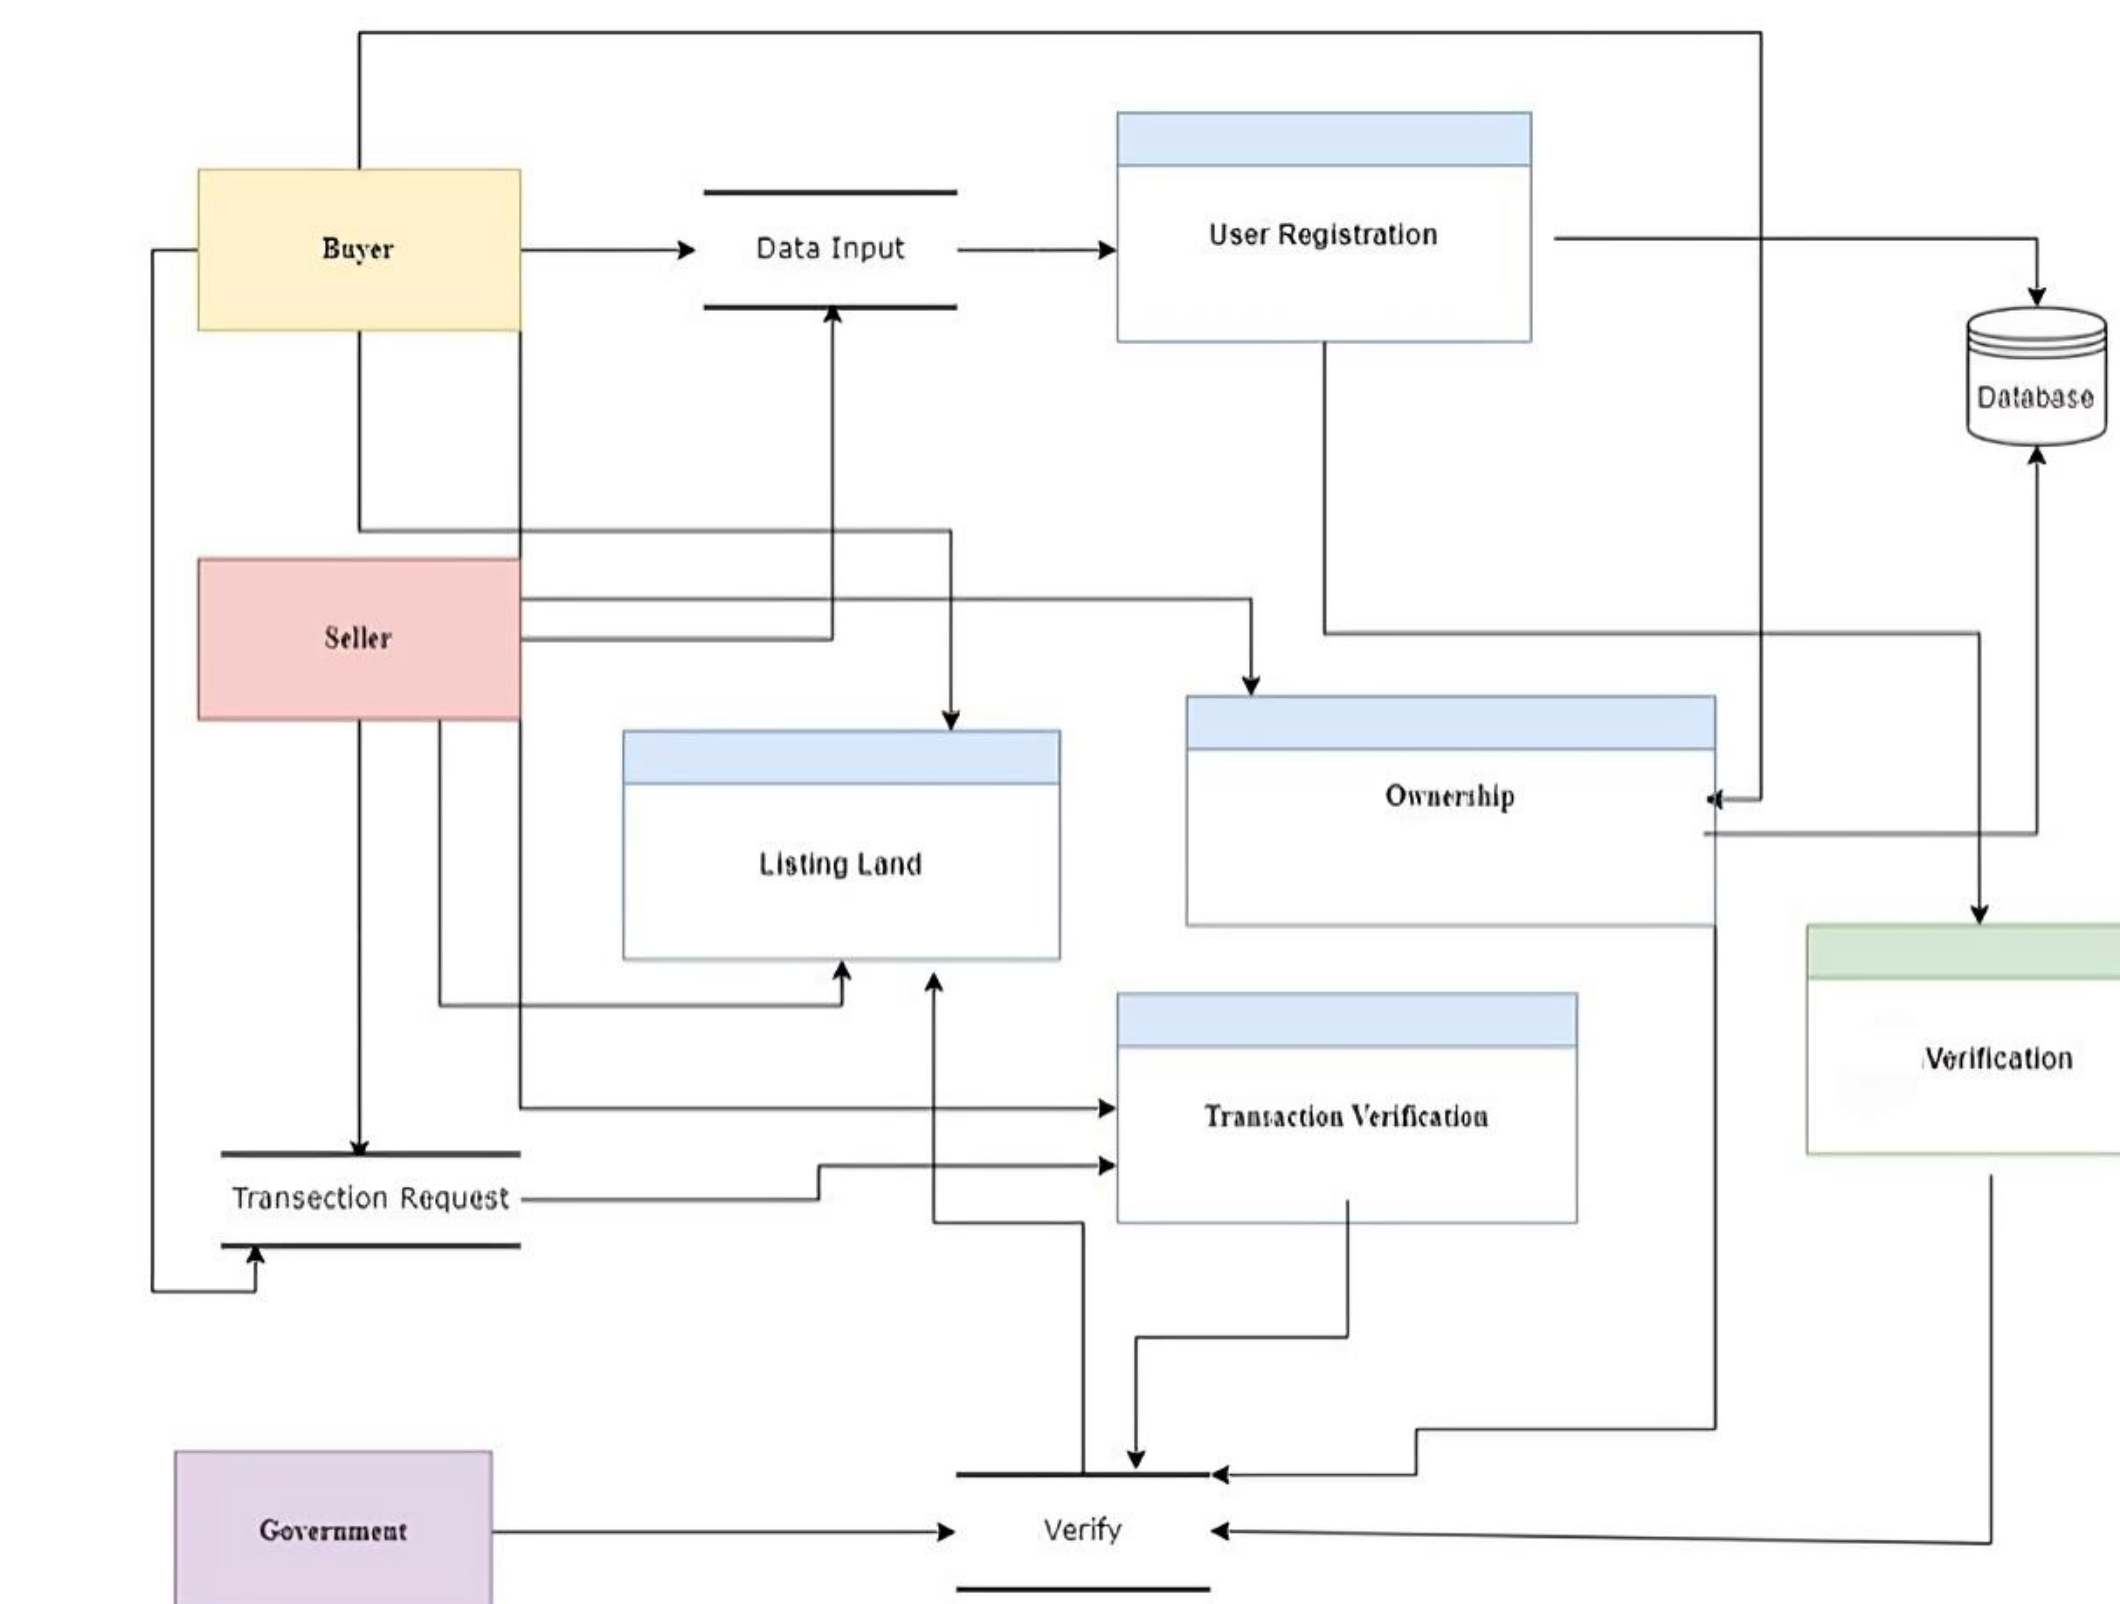 Buyer
Data Input
User Registration
Database
Seller
Ownership
Listing Land
Verification
Transaction Verification
Transection Request
Government
Verify